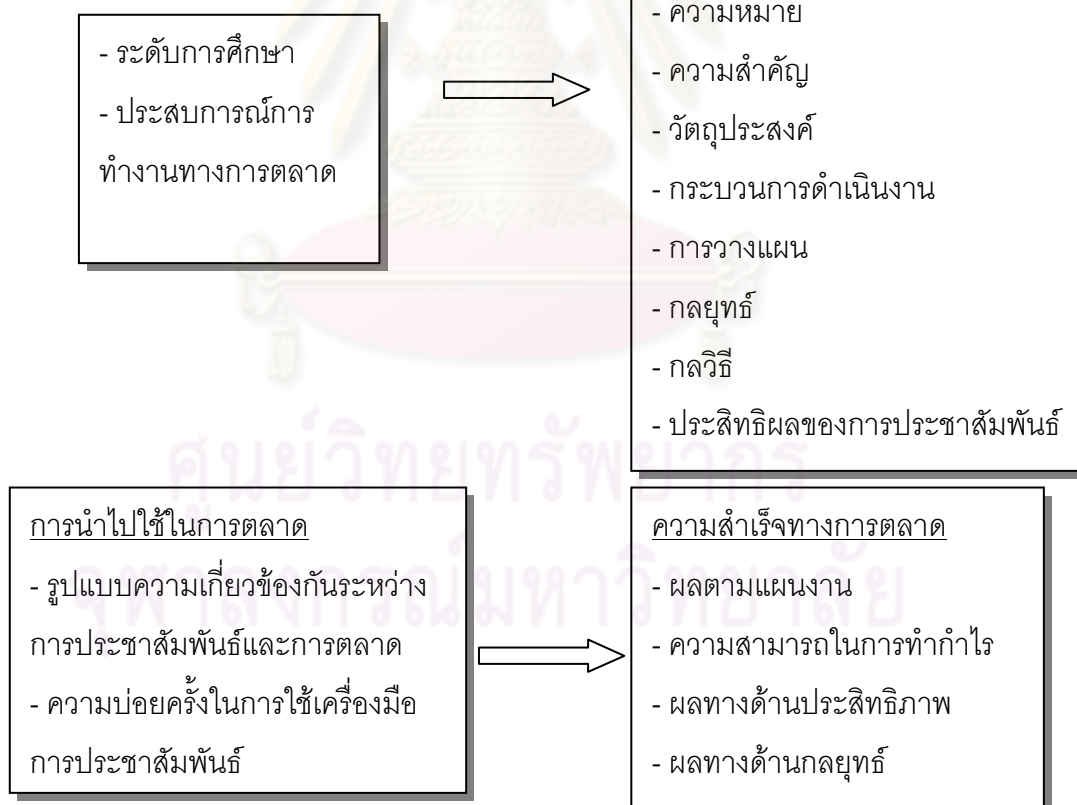 - ระดับการศึกษา
- ประสบการณ์การ
ทำงานทางการตลาด
- ความหมาย
- ความสำคัญ
- วัตถุประสงค์
- กระบวนการดำเนินงาน
- การวางแผน
- กลยุทธ์
- กลวิธี
- ประสิทธิผลของการประชาสัมพันธ์
ศูนย์วิทยทรัพยากร
จุฬาลงกรณ์มหาวิทยาลัย
การนำไปใช้ในการตลาด
- รูปแบบความเกี่ยวข้องกันระหว่าง
การประชาสัมพันธ์และการตลาด
- ความบ่อยครั้งในการใช้เครื่องมือ
การประชาสัมพันธ์
ความสำเร็จทางการตลาด
- ผลตามแผนงาน
- ความสามารถในการทำกำไร
- ผลทางด้านประสิทธิภาพ
- ผลทางด้านกลยุทธ์